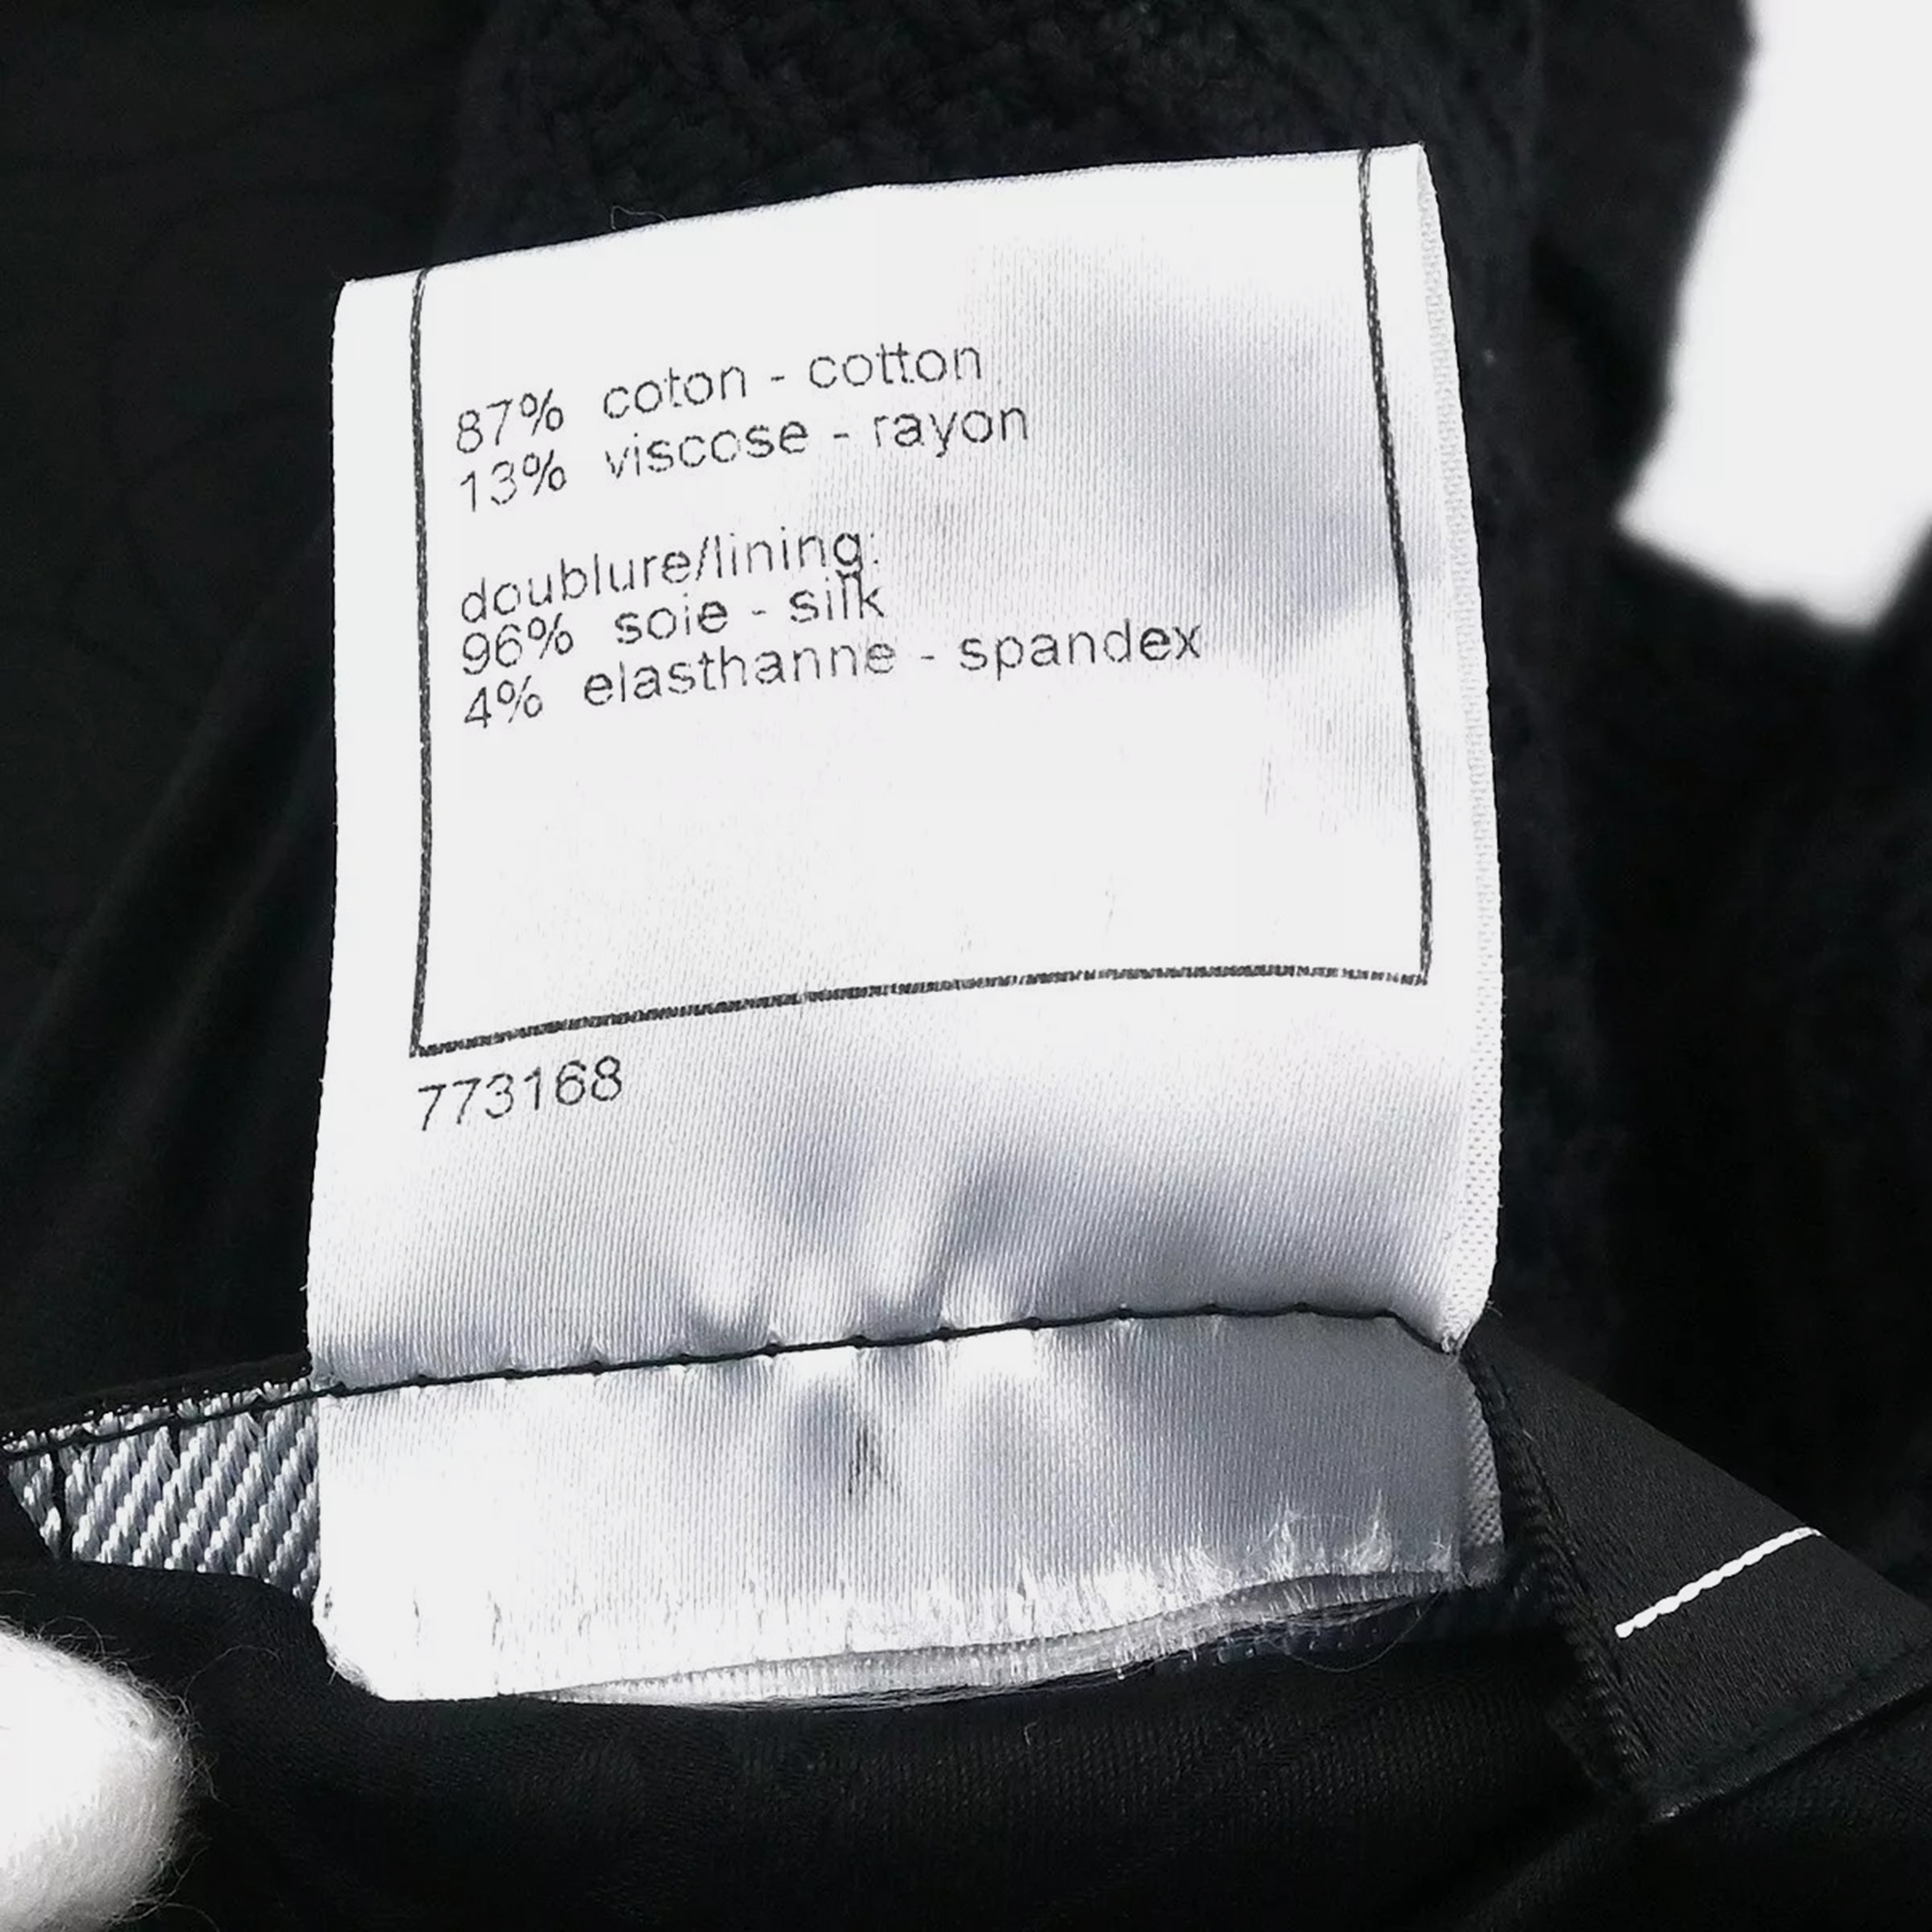 87% coton - cotton
13% viscose - rayon
doublure/lining:
96% soie - silk
4% elasthanne - spandex
773168